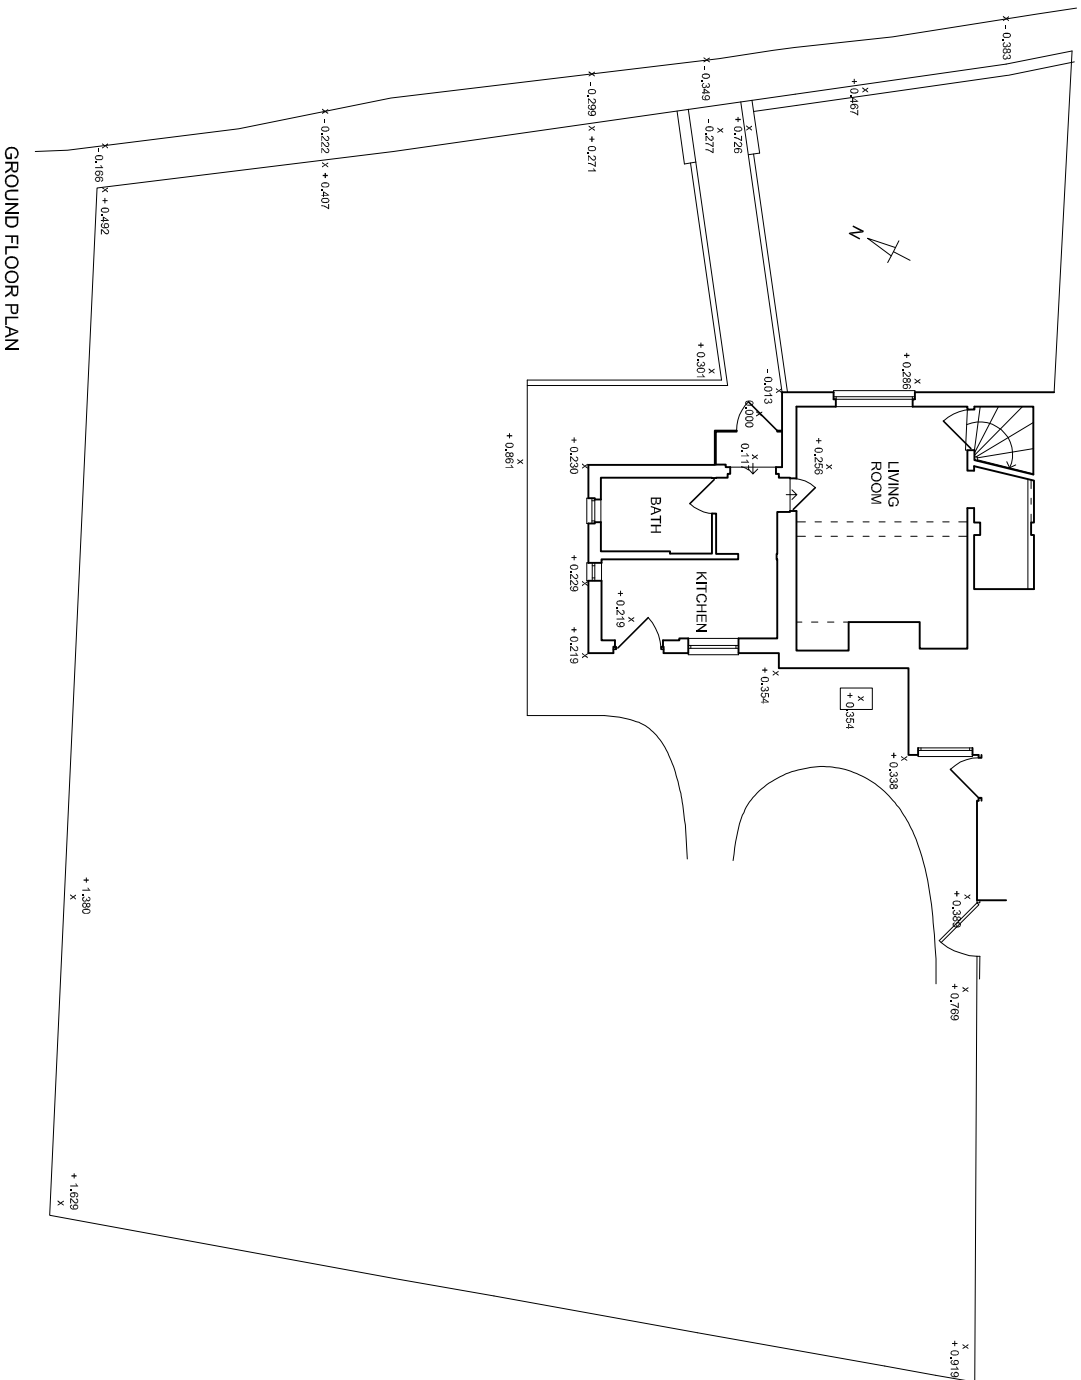 x - 0.383
x + 0.467
x - 0.349
x + 0.726
x - 0.277
x - 0.299
x + 0.271
x - 0.222
x + 0.407
x - 0.166
x + 0.492
N
x + 0.286
x + 0.301
x - 0.013
x 0.000
x 0.117
x + 0.256
LIVING
ROOM
x + 0.861
x + 0.230
BATH
KITCHEN
x + 0.229
x + 0.219
x + 0.219
x + 0.354
x + 0.354
x + 0.338
x + 0.389
x + 0.769
+ 1.380 x
+ 1.629 x
x + 0.919
GROUND FLOOR PLAN